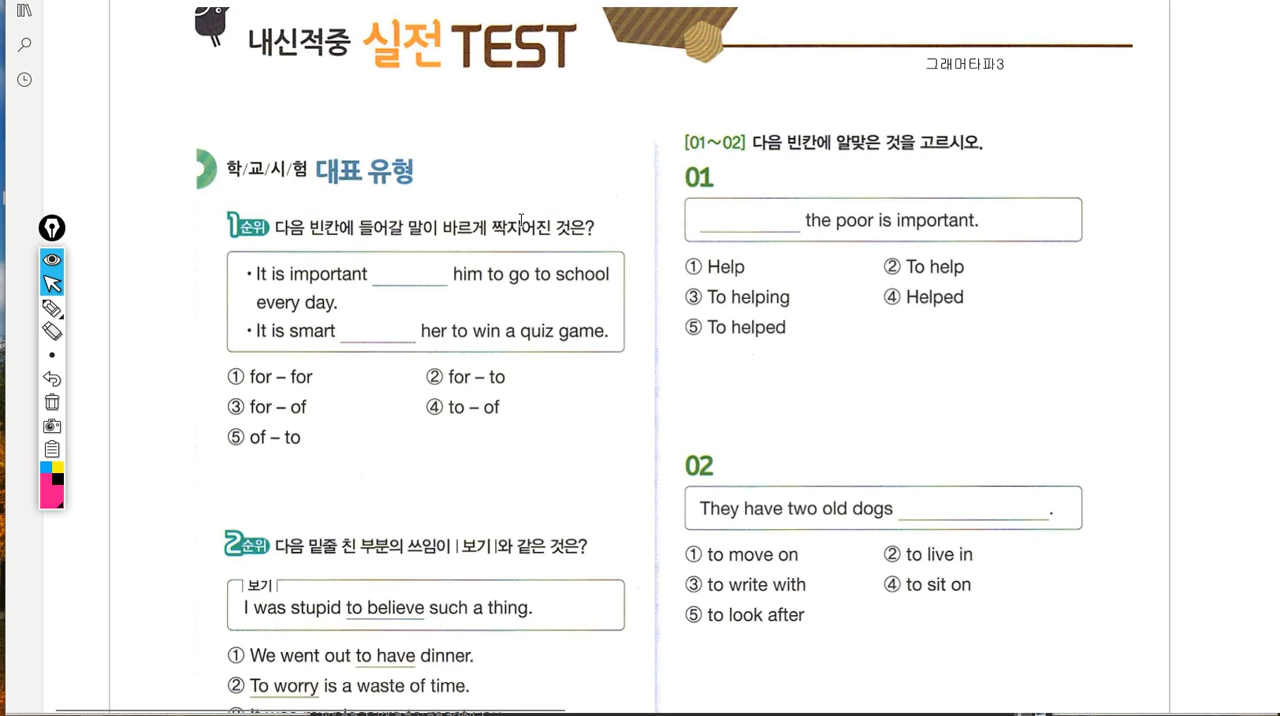 내신적중 실전 TEST
그래머타파3
학/교/시/험 대표 유형
1순위 다음 빈칸에 들어갈 말이 바르게 짝지어진 것은?
• It is important ________ him to go to school
every day.
• It is smart ________ her to win a quiz game.
① for – for ② for – to
③ for – of ④ to – of
⑤ of – to
2순위 다음 밑줄 친 부분의 쓰임이 |보기|와 같은 것은?
보기
I was stupid to believe such a thing.
① We went out to have dinner.
② To worry is a waste of time.
[01~02] 다음 빈칸에 알맞은 것을 고르시오.
01
________ the poor is important.
① Help ② To help
③ To helping ④ Helped
⑤ To helped
02
They have two old dogs ________.
① to move on ② to live in
③ to write with ④ to sit on
⑤ to look after